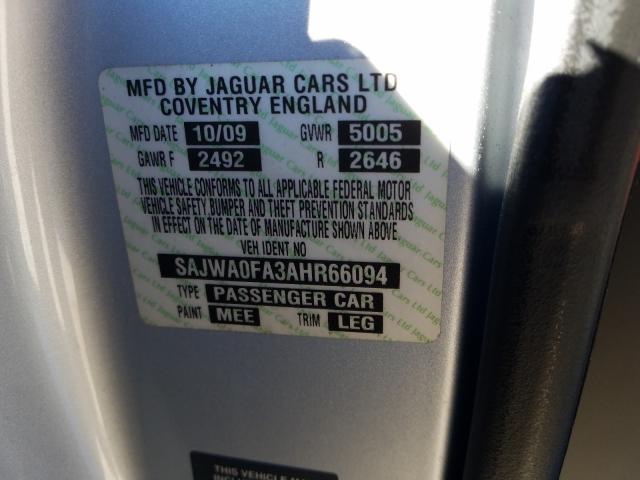 MFD BY JAGUAR CARS LTD
COVENTRY ENGLAND
MFD DATE 10/09 GVWR 5005
GAWR F 2492 R 2646
THIS VEHICLE CONFORMS TO ALL APPLICABLE FEDERAL MOTOR
VEHICLE SAFETY, BUMPER AND THEFT PREVENTION STANDARDS
IN EFFECT ON THE DATE OF MANUFACTURE SHOWN ABOVE.
VEH IDENT NO
SAJWA0FA3AHR66094
TYPE PASSENGER CAR
PAINT MEE TRIM LEG
THIS VEHICLE